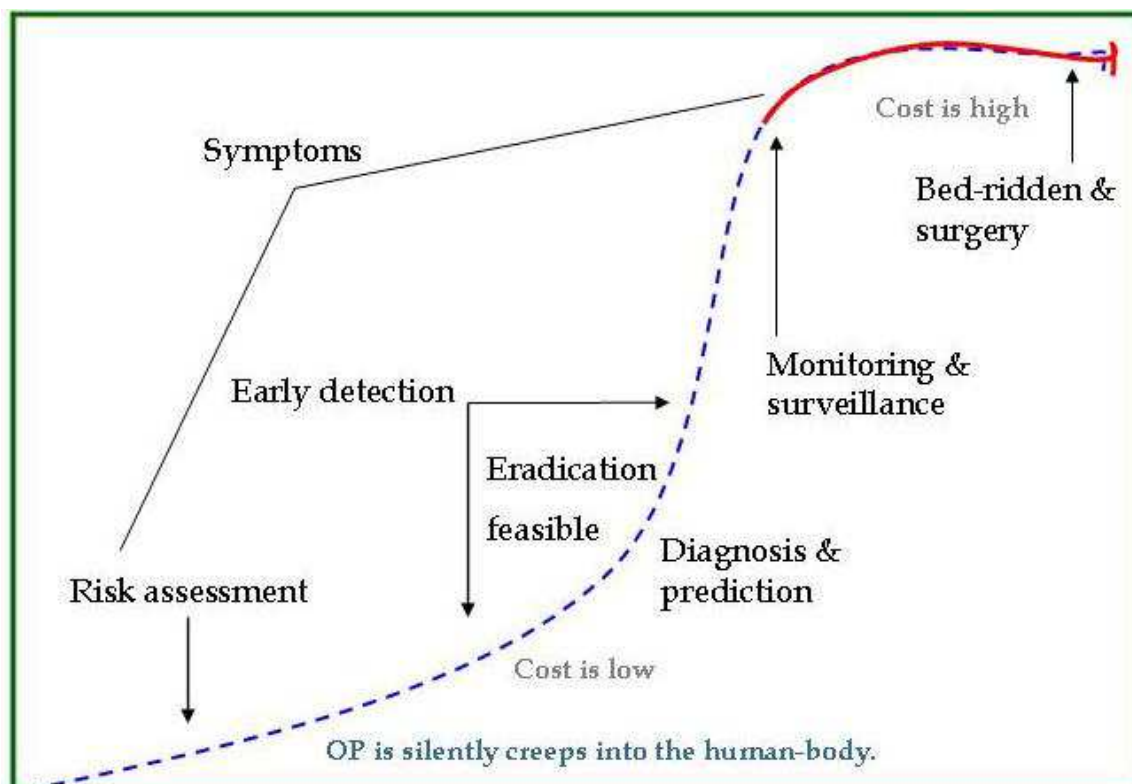 Cost is high
Symptoms
Bed-ridden &
surgery
Monitoring &
surveillance
Early detection
Eradication
feasible
Diagnosis &
prediction
Risk assessment
Cost is low
OP is silently creeps into the human-body.